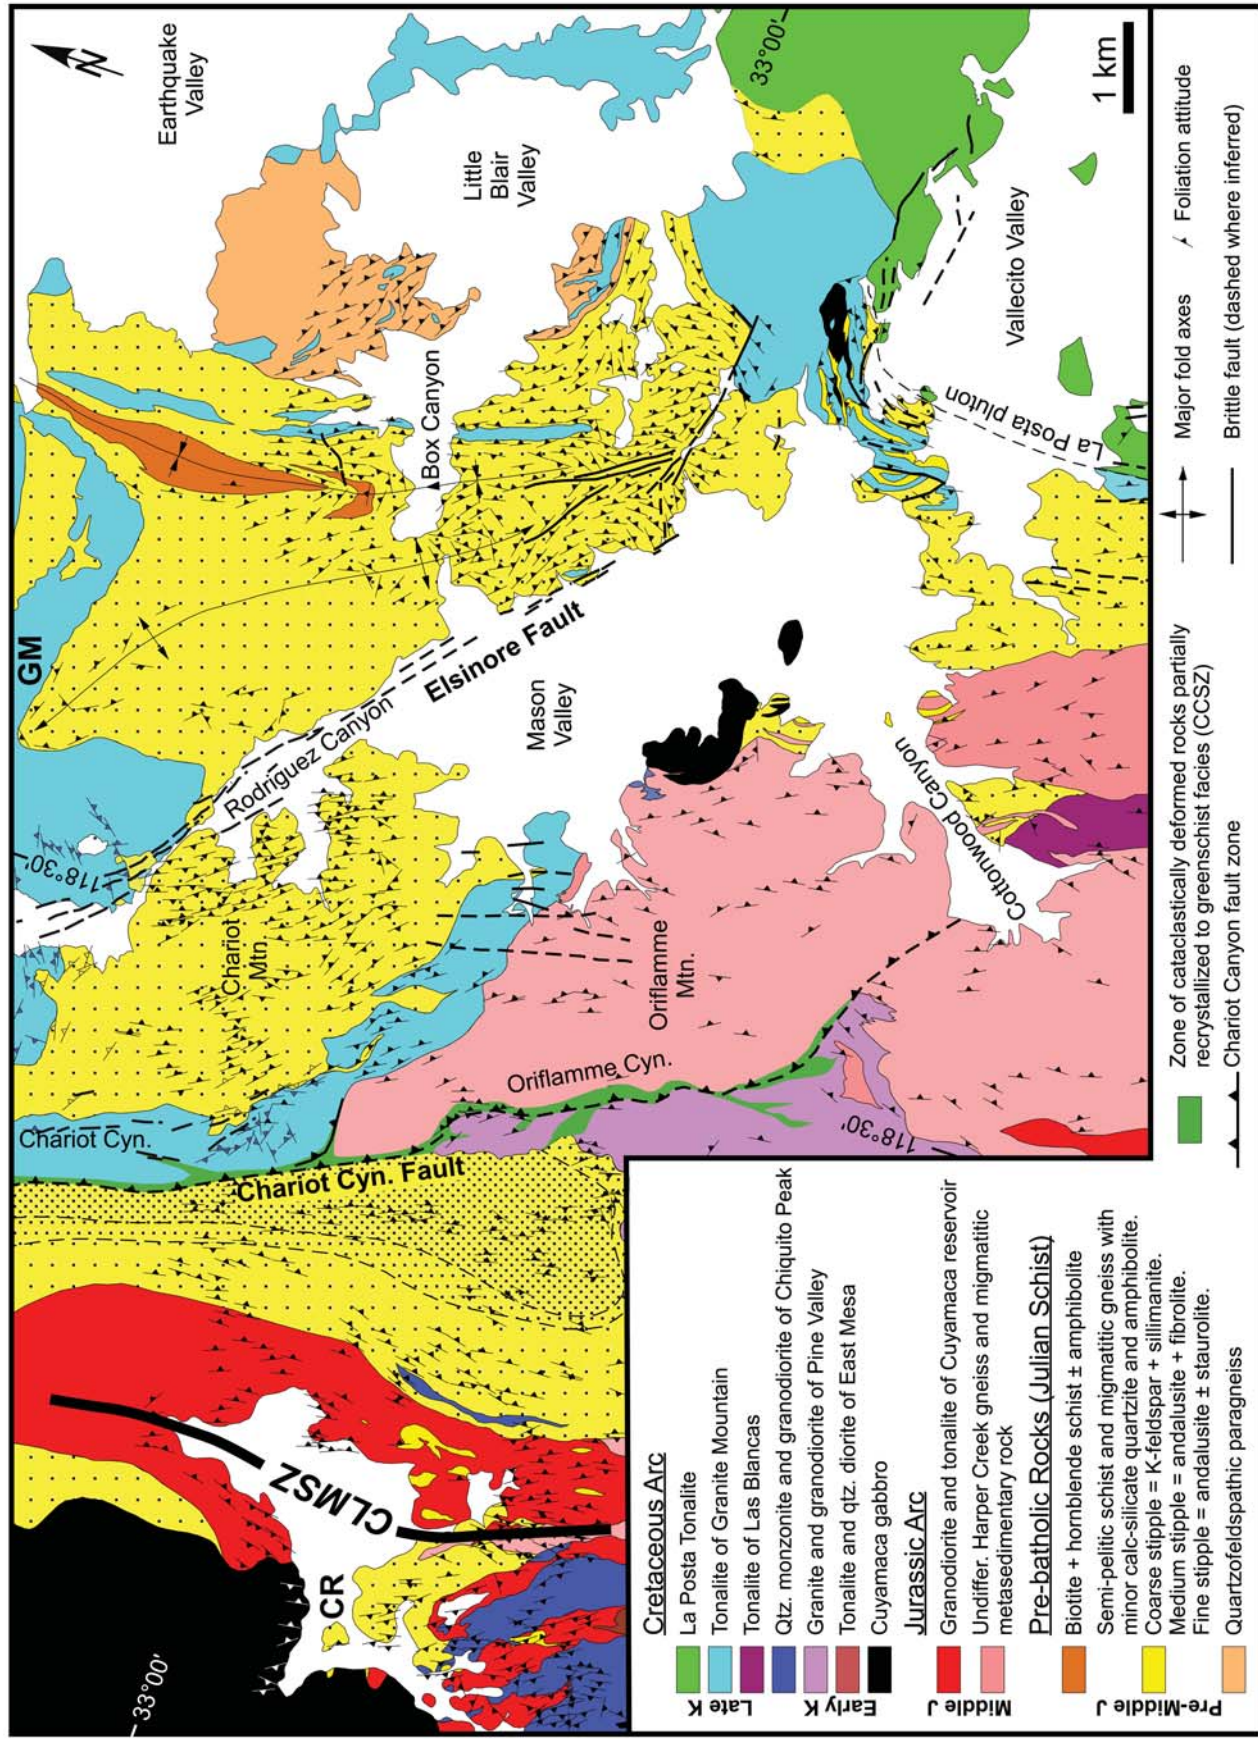 N
Earthquake
Valley
Little
Blair
Valley
33°00'
1 km
Vallecito Valley
La Posta pluton
Box Canyon
GM
118°30'
Rodriguez Canyon
Elsinore Fault
Mason
Valley
Chariot
Mtn.
Oriflamme
Mtn.
Cottonwood Canyon
Oriflamme Cyn.
Chariot Cyn.
Chariot Cyn. Fault
118°30'
CLMSZ
CR
33°00'
Cretaceous Arc
La Posta Tonalite
Tonalite of Granite Mountain
Tonalite of Las Blancas
Qtz. monzonite and granodiorite of Chiquito Peak
Granite and granodiorite of Pine Valley
Tonalite and qtz. diorite of East Mesa
Cuyamaca gabbro
Late K
Early K
Jurassic Arc
Granodiorite and tonalite of Cuyamaca reservoir
Undiffer. Harper Creek gneiss and migmatitic
metasedimentary rock
Middle J
Pre-batholic Rocks (Julian Schist)
Biotite + hornblende schist ± amphibolite
Semi-pelitic schist and migmatitic gneiss with
minor calc-silicate quartzite and amphibolite.
Coarse stipple = K-feldspar + sillimanite.
Medium stipple = andalusite + fibrolite.
Fine stipple = andalusite ± staurolite.
Quartzofeldspathic paragneiss
Pre-Middle J
Zone of cataclastically deformed rocks partially
recrystallized to greenschist facies (CCSZ)
Chariot Canyon fault zone
Major fold axes
Foliation attitude
Brittle fault (dashed where inferred)